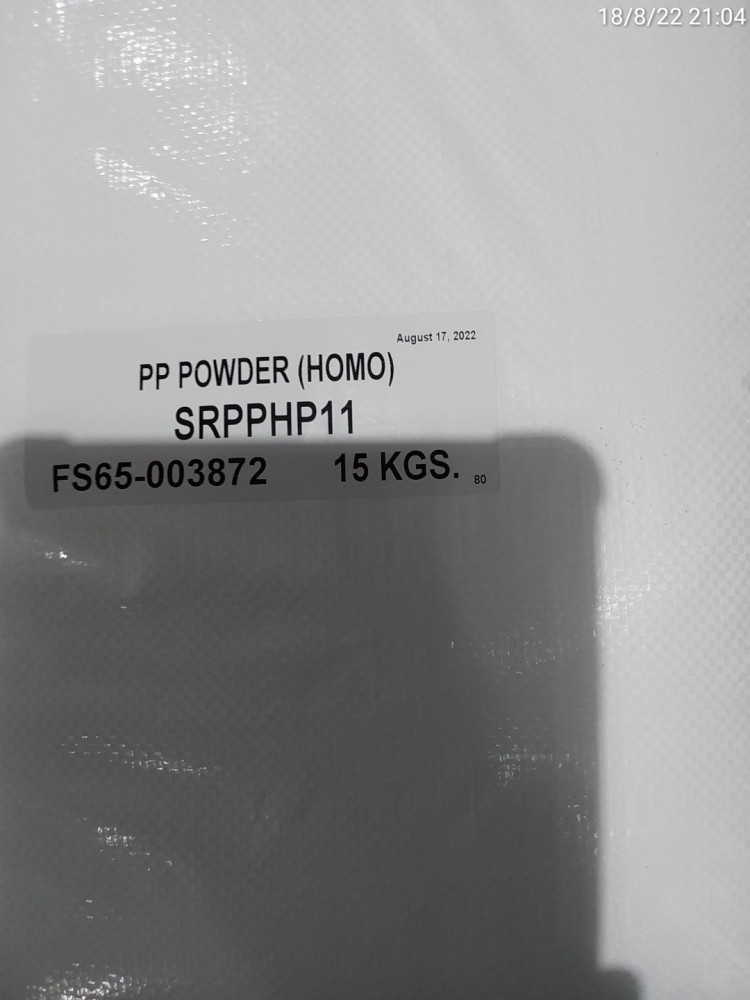 18/8/22 21:04
August 17, 2022
PP POWDER (HOMO)
SRPPHP11
FS65-003872 15 KGS. 80